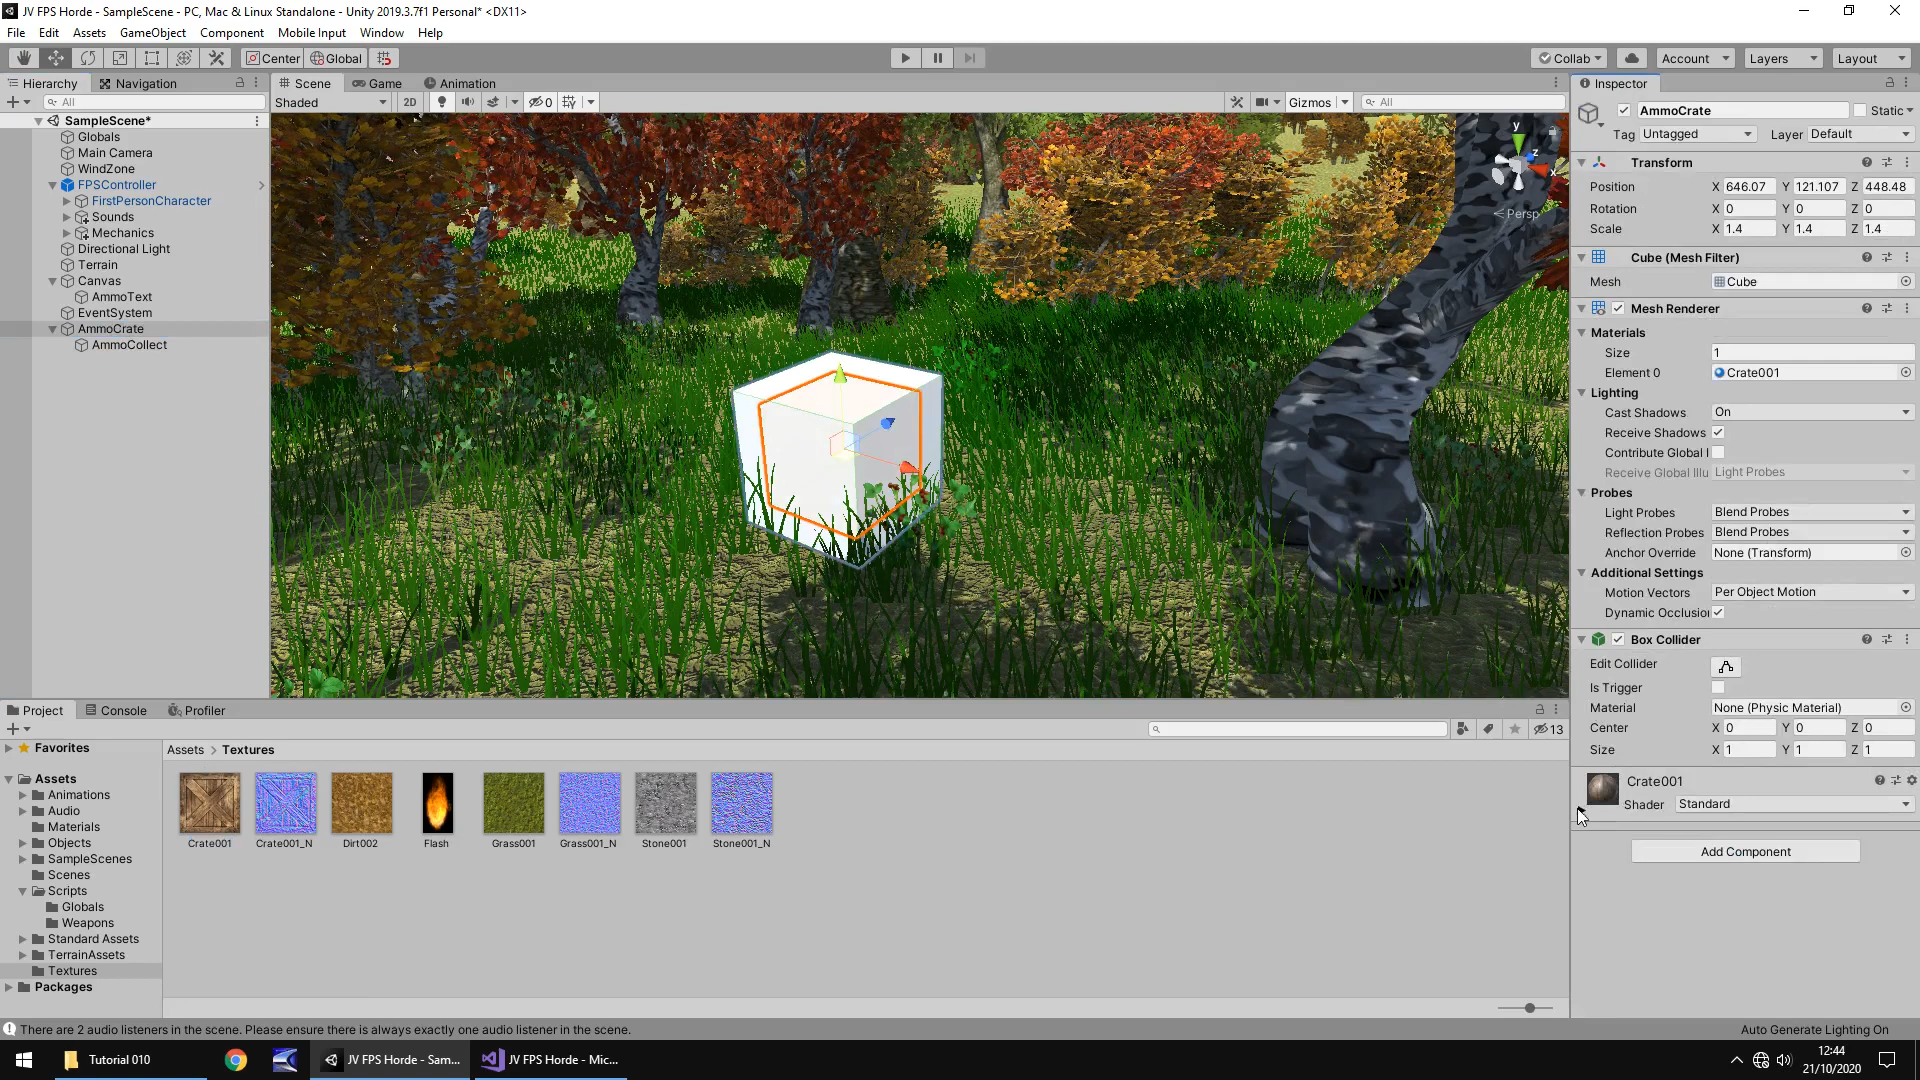 JV FPS Horde - SampleScene - PC, Mac & Linux Standalone - Unity 2019.3.7f1 Personal* <DX11>
File Edit Assets GameObject Component Mobile Input Window Help
Center Global Collab Account Layers Layout
Hierarchy Navigation
All
SampleScene*
Globals
Main Camera
WindZone
FPSController
FirstPersonCharacter
Sounds
Mechanics
Directional Light
Terrain
Canvas
AmmoText
EventSystem
AmmoCrate
AmmoCollect
Scene Game Animation
Shaded 2D 0 Gizmos All
y
z
x
Persp
Inspector
AmmoCrate Static
Tag Untagged Layer Default
Transform
Position X 646.07 Y 121.107 Z 448.48
Rotation X 0 Y 0 Z 0
Scale X 1.4 Y 1.4 Z 1.4
Cube (Mesh Filter)
Mesh Cube
Mesh Renderer
Materials
Size 1
Element 0 Crate001
Lighting
Cast Shadows On
Receive Shadows
Contribute Global I
Receive Global Illu Light Probes
Probes
Light Probes Blend Probes
Reflection Probes Blend Probes
Anchor Override None (Transform)
Additional Settings
Motion Vectors Per Object Motion
Dynamic Occlusion
Box Collider
Edit Collider
Is Trigger
Material None (Physic Material)
Center X 0 Y 0 Z 0
Size X 1 Y 1 Z 1
Crate001
Shader Standard
Add Component
Project Console Profiler
13
Favorites
Assets
Animations
Audio
Materials
Objects
SampleScenes
Scenes
Scripts
Globals
Weapons
Standard Assets
TerrainAssets
Textures
Packages
Assets > Textures
Crate001 Crate001_N Dirt002 Flash Grass001 Grass001_N Stone001 Stone001_N
There are 2 audio listeners in the scene. Please ensure there is always exactly one audio listener in the scene.
Auto Generate Lighting On
Tutorial 010 JV FPS Horde - Sam... JV FPS Horde - Mic...
12:44
21/10/2020